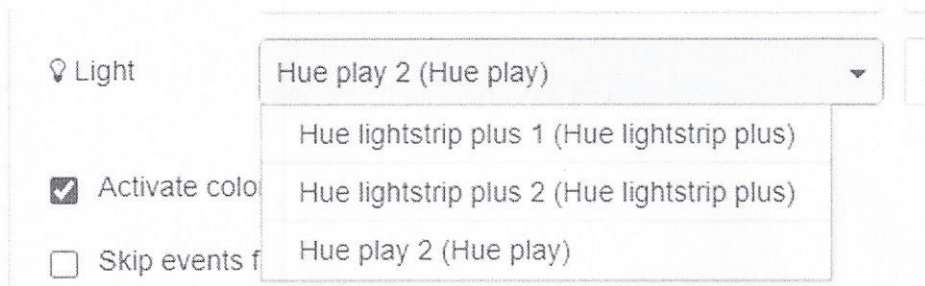 Light
Hue play 2 (Hue play)
Hue lightstrip plus 1 (Hue lightstrip plus)
Activate colo
Hue lightstrip plus 2 (Hue lightstrip plus)
Skip events f
Hue play 2 (Hue play)